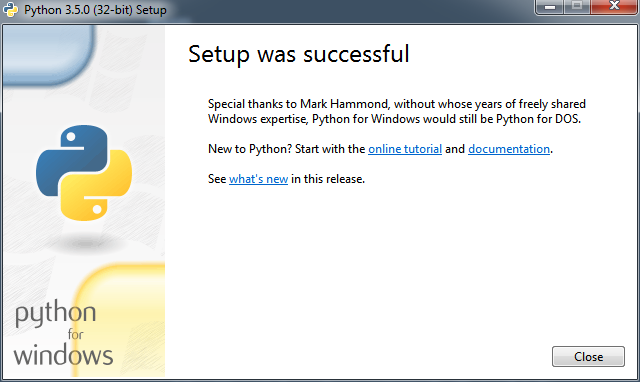 Python 3.5.0 (32-bit) Setup
Setup was successful
Special thanks to Mark Hammond, without whose years of freely shared
Windows expertise, Python for Windows would still be Python for DOS.
New to Python? Start with the online tutorial and documentation.
See what's new in this release.
python
for
windows
Close